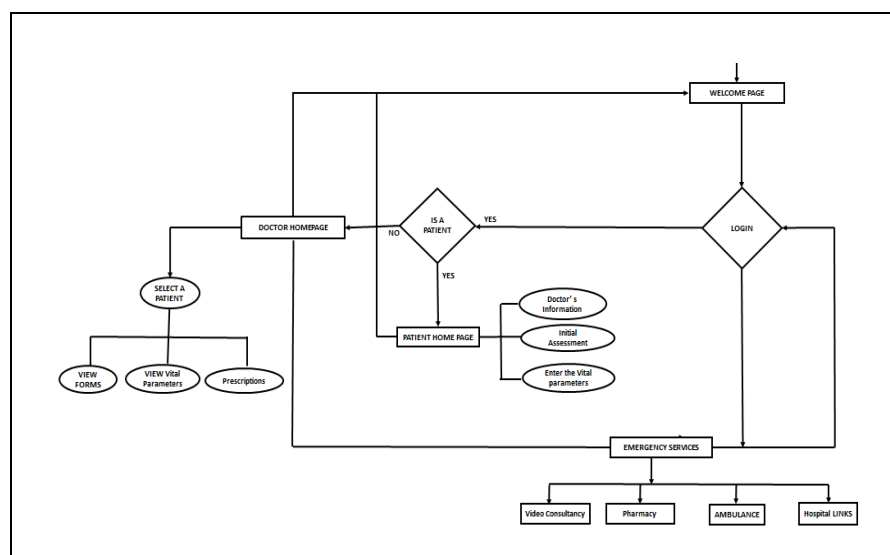 WELCOME PAGE
IS A
PATIENT
YES
LOGIN
DOCTOR HOMEPAGE
NO
YES
SELECT A
PATIENT
Doctor' s
Information
PATIENT HOME PAGE
Initial
Assessment
VIEW
FORMS
VIEW Vital
Parameters
Prescriptions
Enter the Vital
parameters
EMERGENCY SERVICES
Video Consultancy
Pharmacy
AMBULANCE
Hospital LINKS